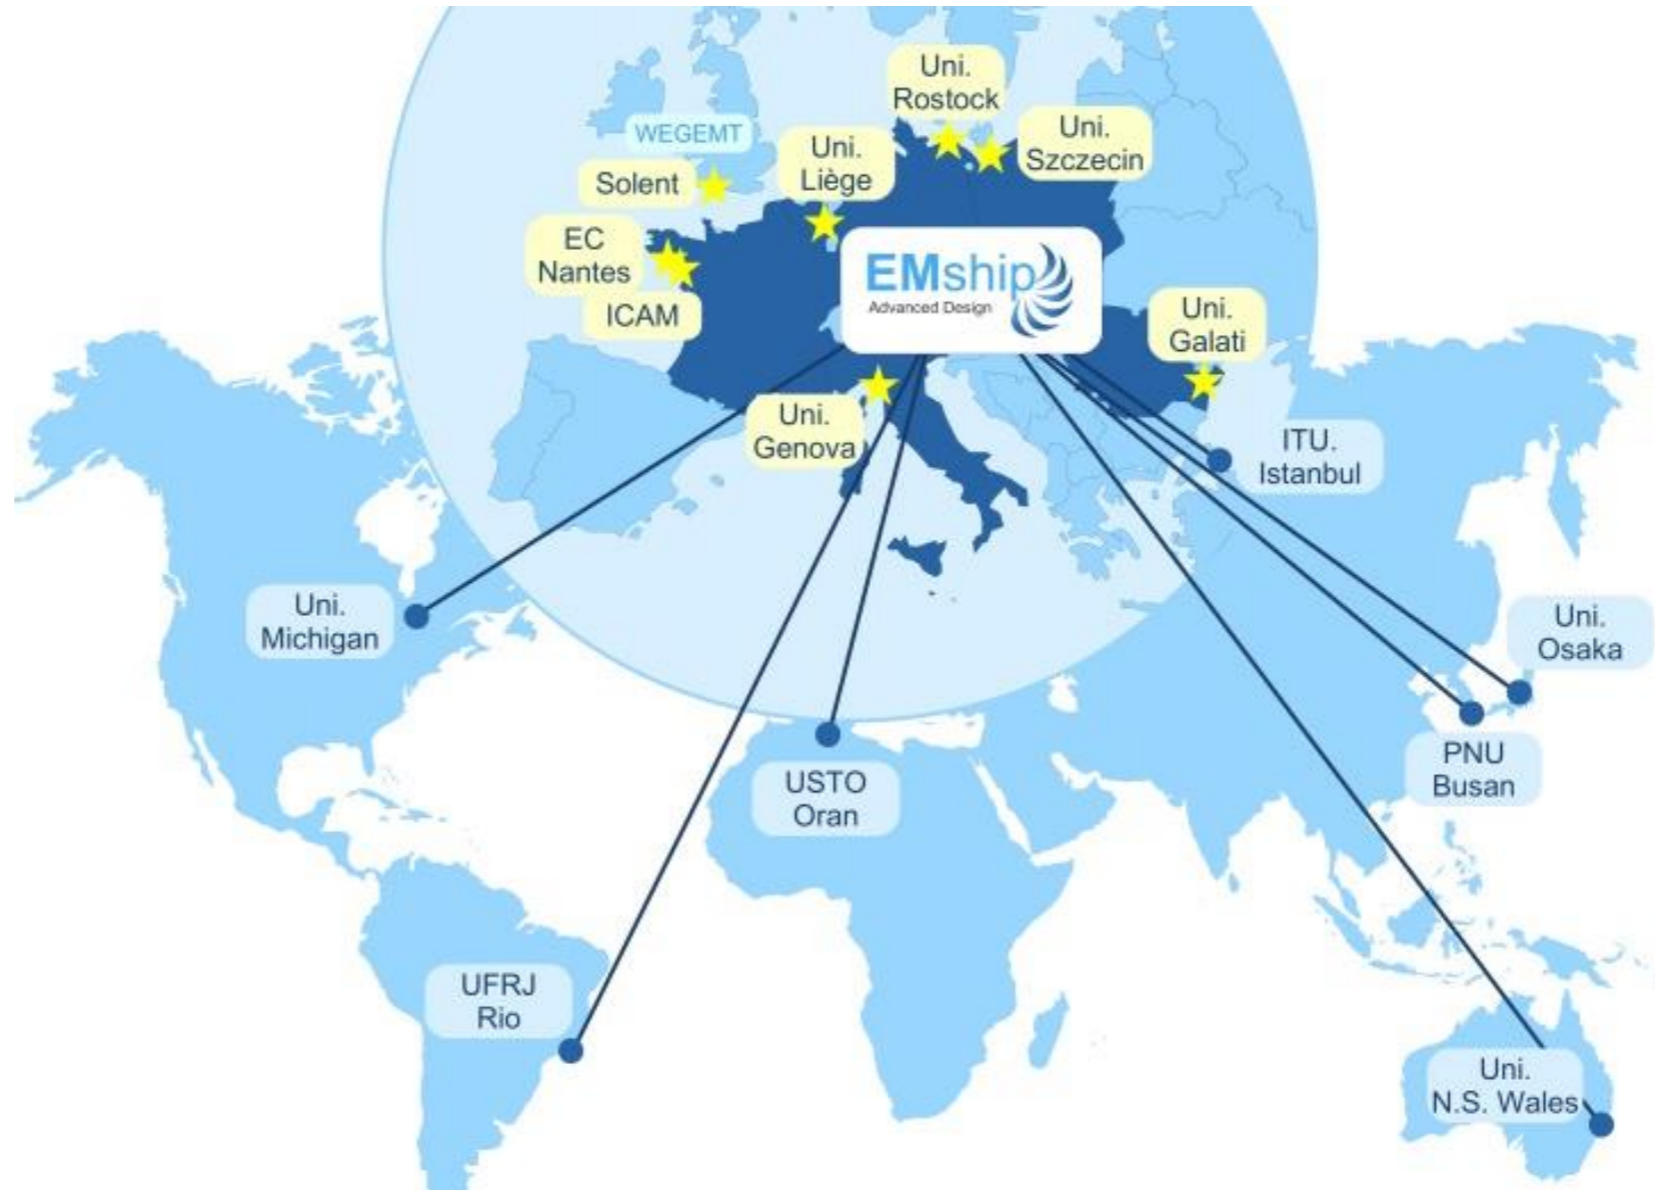 Uni.
Rostock
Uni.
Szczecin
WEGEMT
Uni.
Liège
Solent
EC
Nantes
ICAM
EMship
Advanced Design
Uni.
Galati
Uni.
Genova
ITU.
Istanbul
Uni.
Michigan
Uni.
Osaka
PNU
Busan
USTO
Oran
UFRJ
Rio
Uni.
N.S. Wales